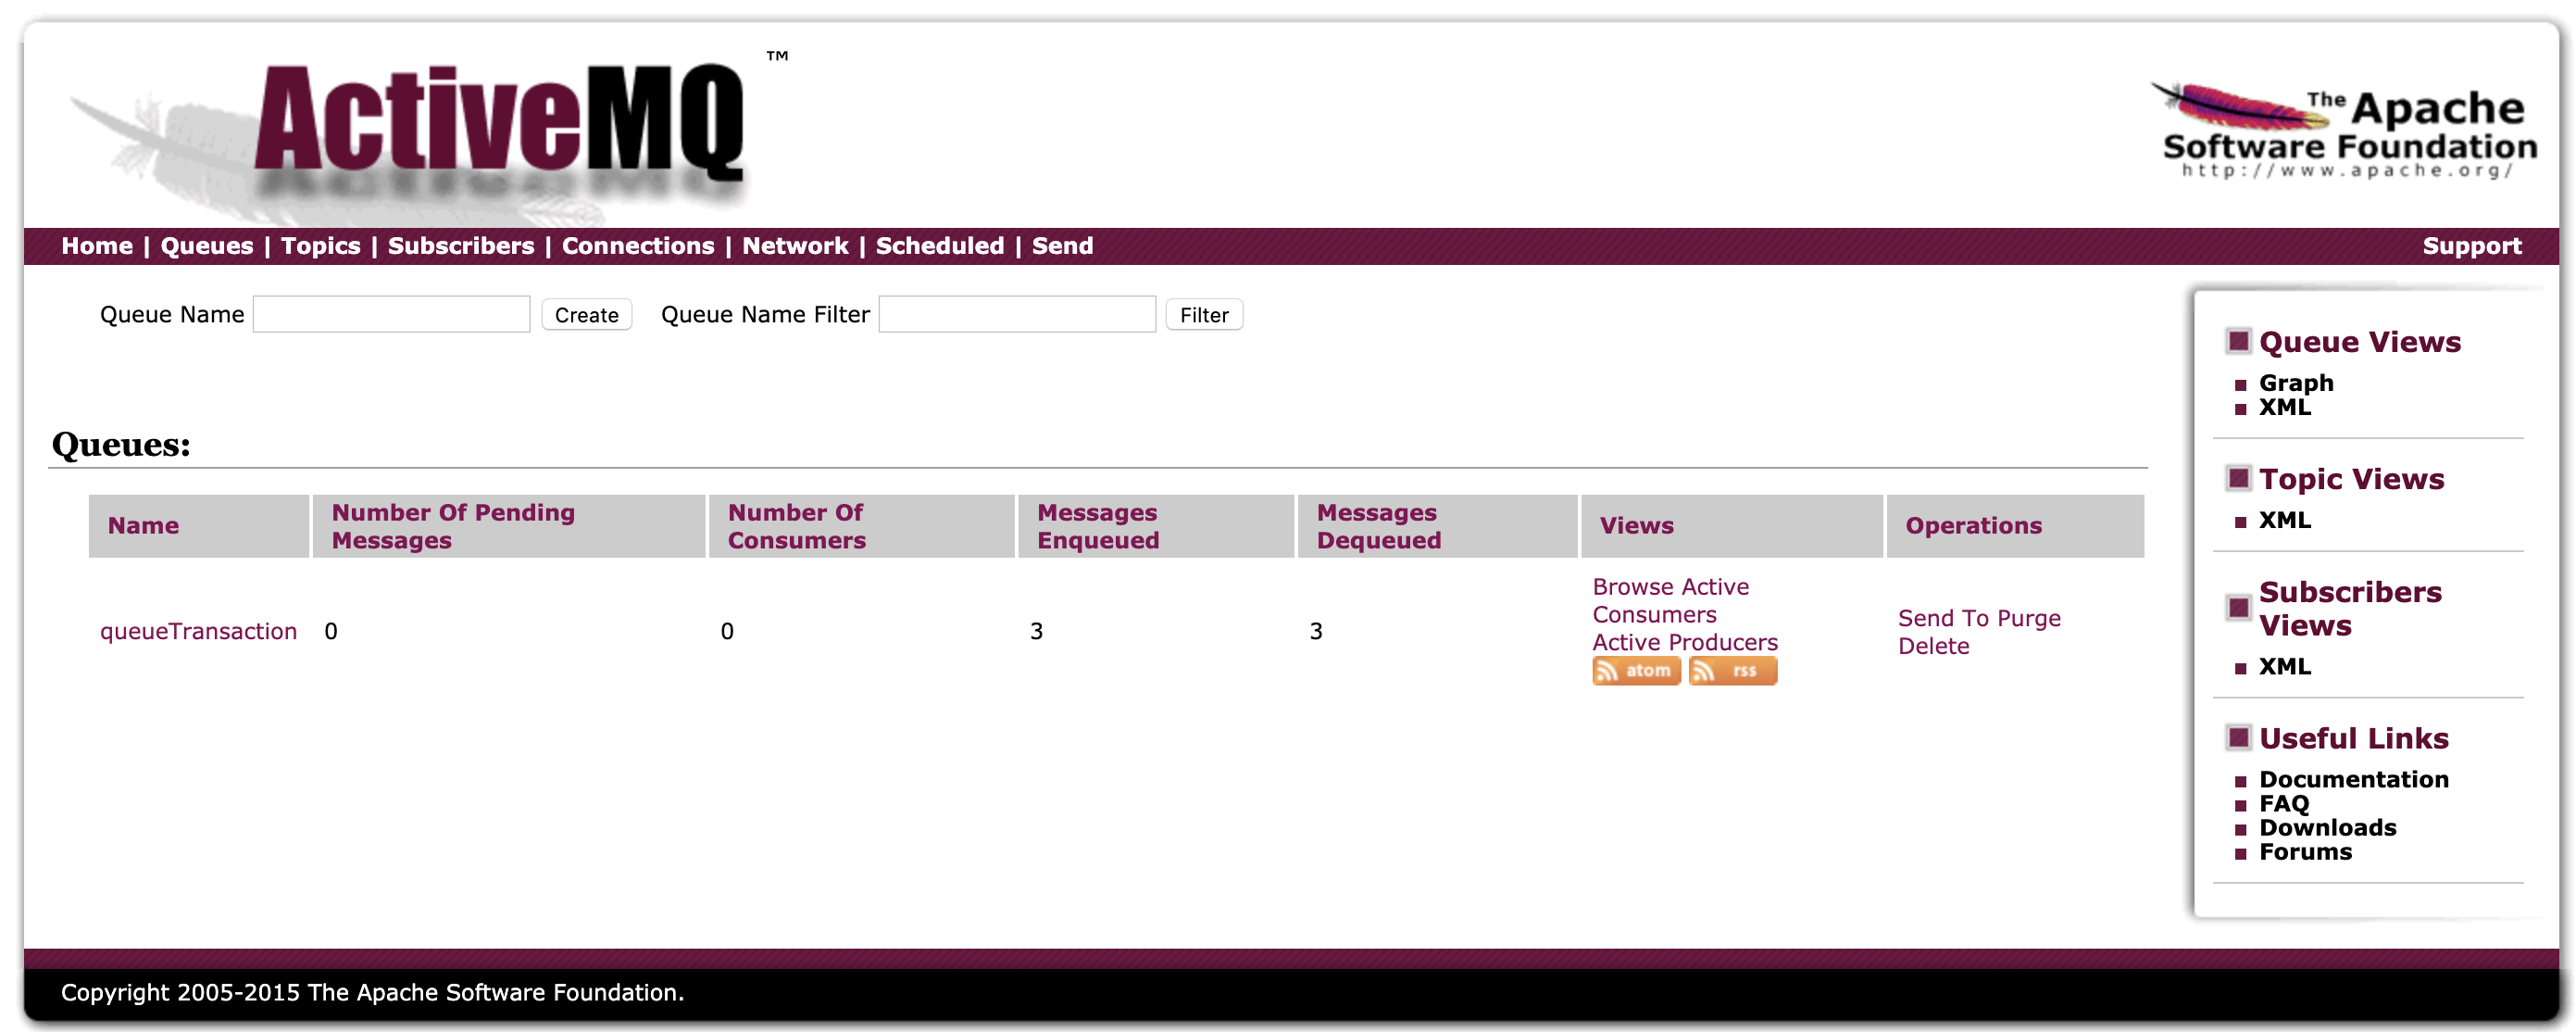 ActiveMQ ™
The Apache
Software Foundation
http://www.apache.org/
Home | Queues | Topics | Subscribers | Connections | Network | Scheduled | Send
Support
Queue Name Create Queue Name Filter Filter
Queues:
Name
Number Of Pending
Messages
Number Of
Consumers
Messages
Enqueued
Messages
Dequeued
Views
Operations
queueTransaction
0
0
3
3
Browse Active
Consumers
Active Producers
atom rss
Send To Purge
Delete
Queue Views
Graph
XML
Topic Views
XML
Subscribers
Views
XML
Useful Links
Documentation
FAQ
Downloads
Forums
Copyright 2005-2015 The Apache Software Foundation.